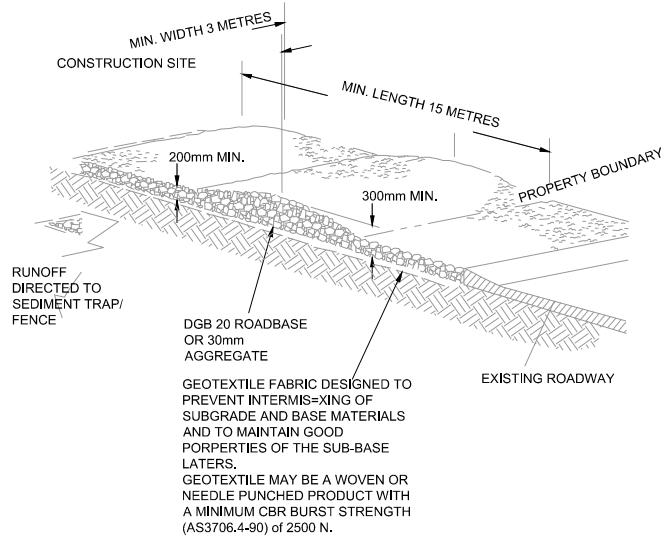 MIN. WIDTH 3 METRES
CONSTRUCTION SITE
MIN. LENGTH 15 METRES
200mm MIN.
300mm MIN.
PROPERTY BOUNDARY
RUNOFF
DIRECTED TO
SEDIMENT TRAP/
FENCE
DGB 20 ROADBASE
OR 30mm
AGGREGATE
EXISTING ROADWAY
GEOTEXTILE FABRIC DESIGNED TO
PREVENT INTERMIS=XING OF
SUBGRADE AND BASE MATERIALS
AND TO MAINTAIN GOOD
PORPERTIES OF THE SUB-BASE
LATERS.
GEOTEXTILE MAY BE A WOVEN OR
NEEDLE PUNCHED PRODUCT WITH
A MINIMUM CBR BURST STRENGTH
(AS3706.4-90) of 2500 N.